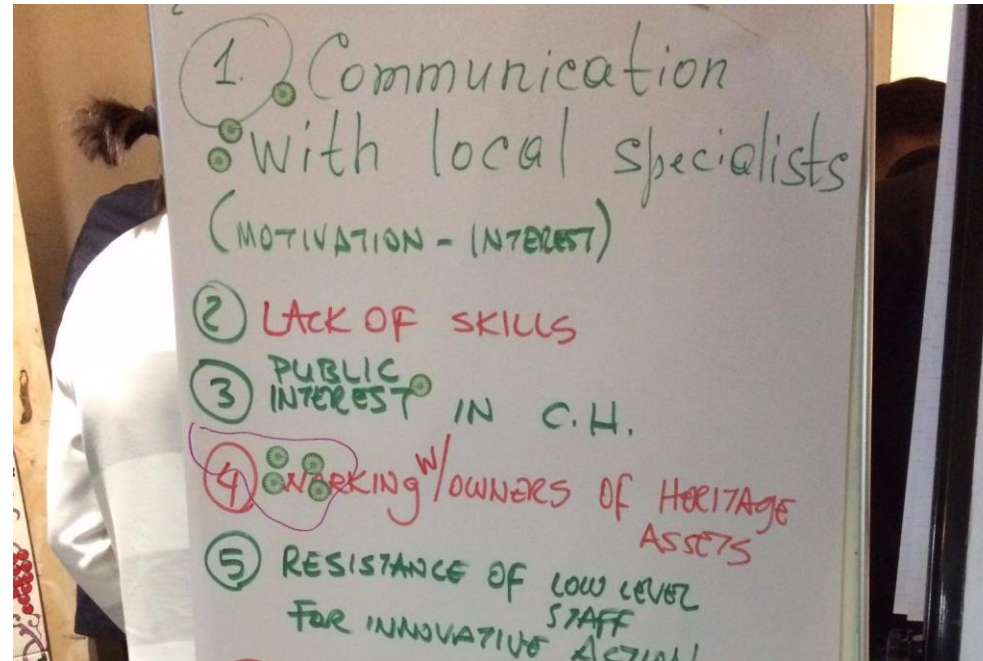 1. Communication
with local specialists
(MOTIVATION - INTEREST)
2 LACK OF SKILLS
3 PUBLIC INTEREST IN C.H.
4 WORKING W/OWNERS OF HERITAGE
ASSETS
5 RESISTANCE OF LOW LEVEL
STAFF
FOR INNOVATIVE ACTION